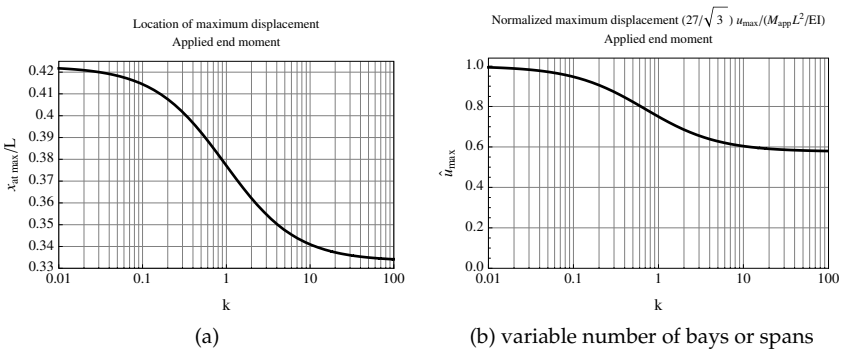 Location of maximum displacement
Applied end moment
0.42
0.41
0.4
0.39
0.38
0.37
0.36
0.35
0.34
0.33
x_at max/L
0.01 0.1 1 10 100
k
(a)
Normalized maximum displacement (27/√3) u_max/(M_app L²/EI)
Applied end moment
1.0
0.8
0.6
0.4
0.2
0.0
û_max
0.01 0.1 1 10 100
k
(b) variable number of bays or spans